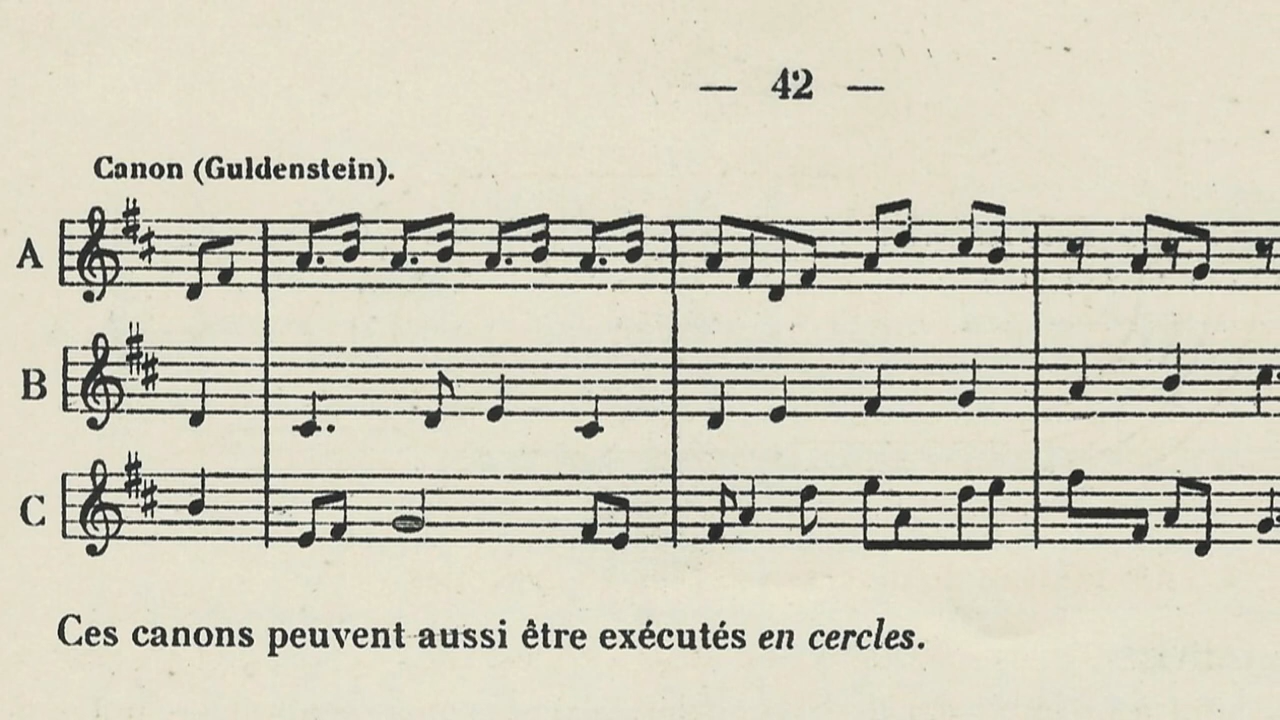 — 42 —
Canon (Guldenstein).
A
B
C
Ces canons peuvent aussi être exécutés en cercles.